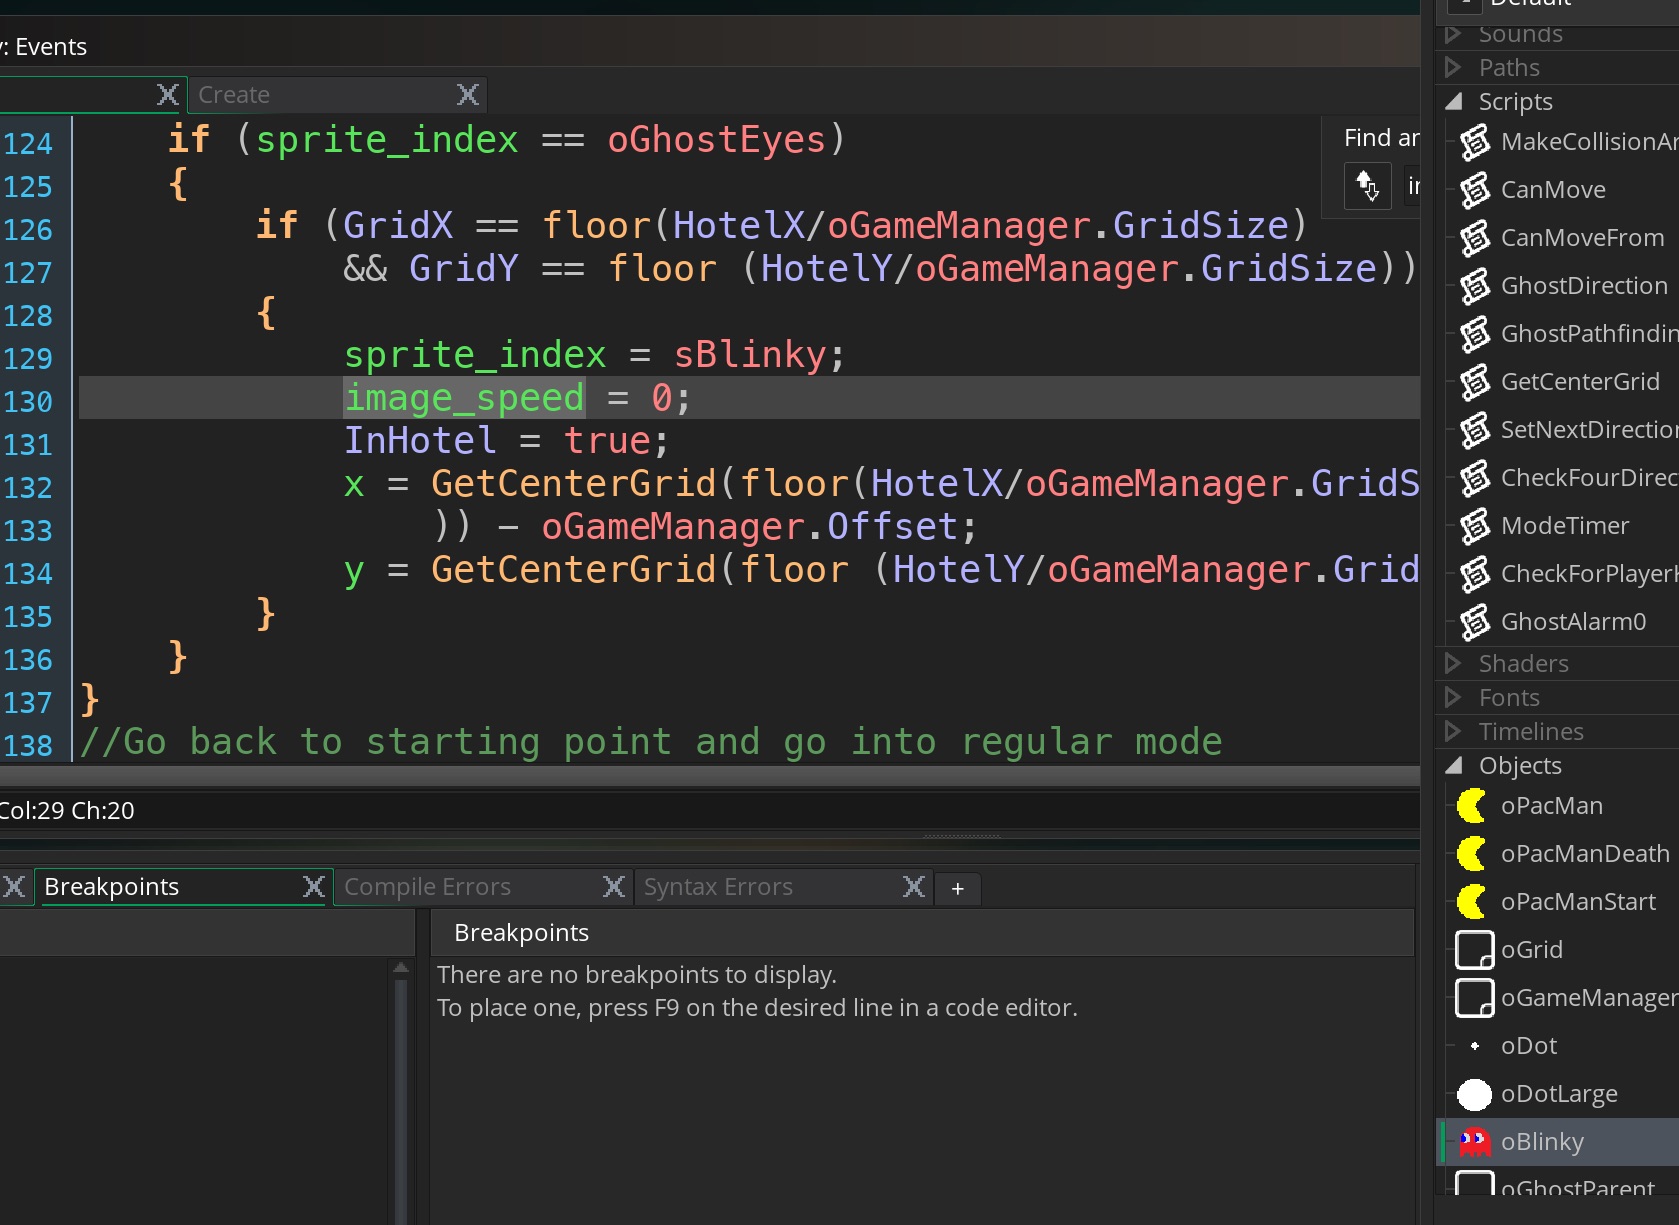 Default
y: Events
Create
124 if (sprite_index == oGhostEyes)
125 {
126 if (GridX == floor(HotelX/oGameManager.GridSize)
127 && GridY == floor (HotelY/oGameManager.GridSize))
128 {
129 sprite_index = sBlinky;
130 image_speed = 0;
131 InHotel = true;
132 x = GetCenterGrid(floor(HotelX/oGameManager.GridS
133 )) - oGameManager.Offset;
134 y = GetCenterGrid(floor (HotelY/oGameManager.Grid
135 }
136 }
137 }
138 //Go back to starting point and go into regular mode
Find an
Col:29 Ch:20
Breakpoints
Compile Errors
Syntax Errors
+
Breakpoints
There are no breakpoints to display.
To place one, press F9 on the desired line in a code editor.
Sounds
Paths
Scripts
MakeCollisionAr
CanMove
CanMoveFrom
GhostDirection
GhostPathfindin
GetCenterGrid
SetNextDirection
CheckFourDirec
ModeTimer
CheckForPlayerK
GhostAlarm0
Shaders
Fonts
Timelines
Objects
oPacMan
oPacManDeath
oPacManStart
oGrid
oGameManager
oDot
oDotLarge
oBlinky
oGhostParent